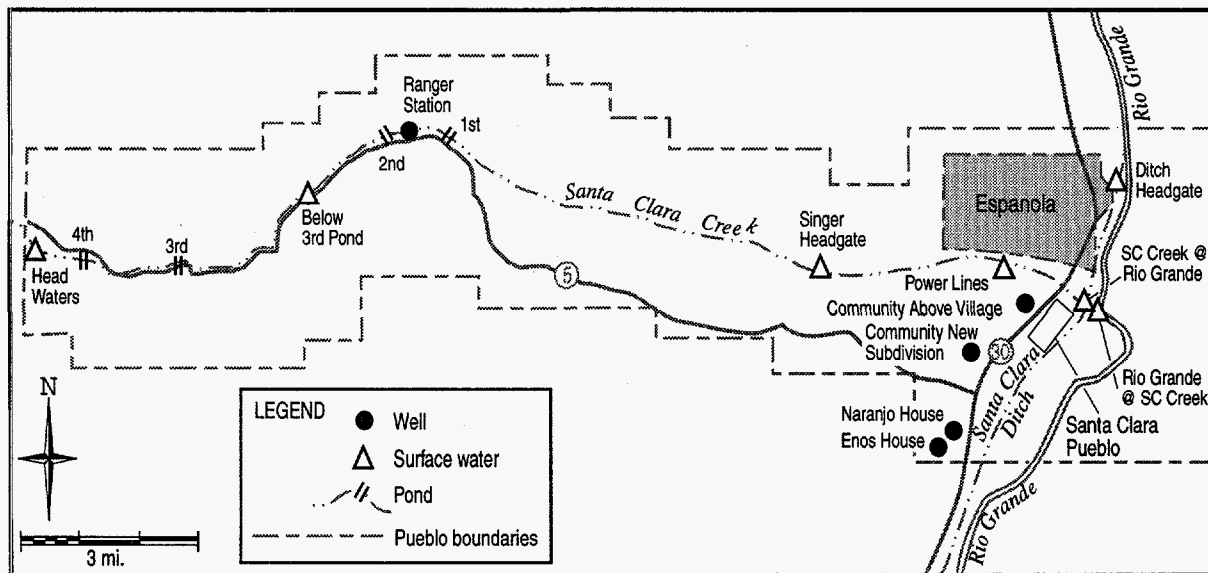 Rio Grande
Ranger
Station
1st
2nd
Santa Clara Creek
Espanola
Ditch
Headgate
Below
3rd Pond
4th
3rd
Head
Waters
Singer
Headgate
Power Lines
SC Creek @
Rio Grande
Community Above Village
Community New
Subdivision
5
30
Rio Grande
@ SC Creek
Santa Clara
Ditch
Santa Clara
Pueblo
Naranjo House
Enos House
Rio Grande
N
3 mi.
LEGEND
Well
Surface water
Pond
Pueblo boundaries